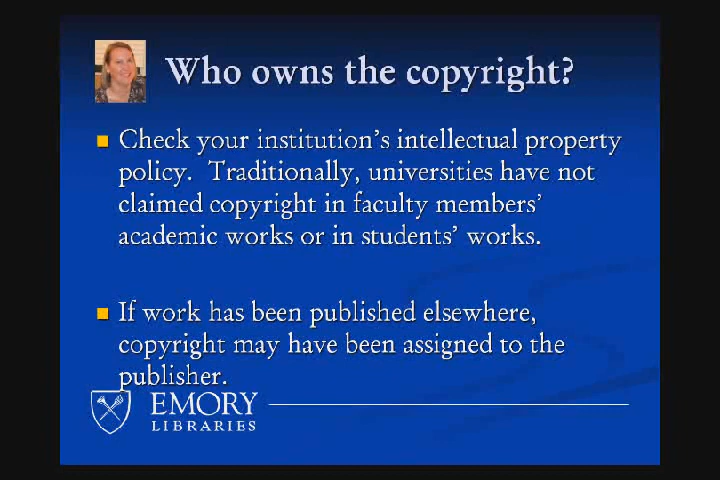 Who owns the copyright?
Check your institution's intellectual property
policy. Traditionally, universities have not
claimed copyright in faculty members'
academic works or in students' works.
If work has been published elsewhere,
copyright may have been assigned to the
publisher.
EMORY
LIBRARIES